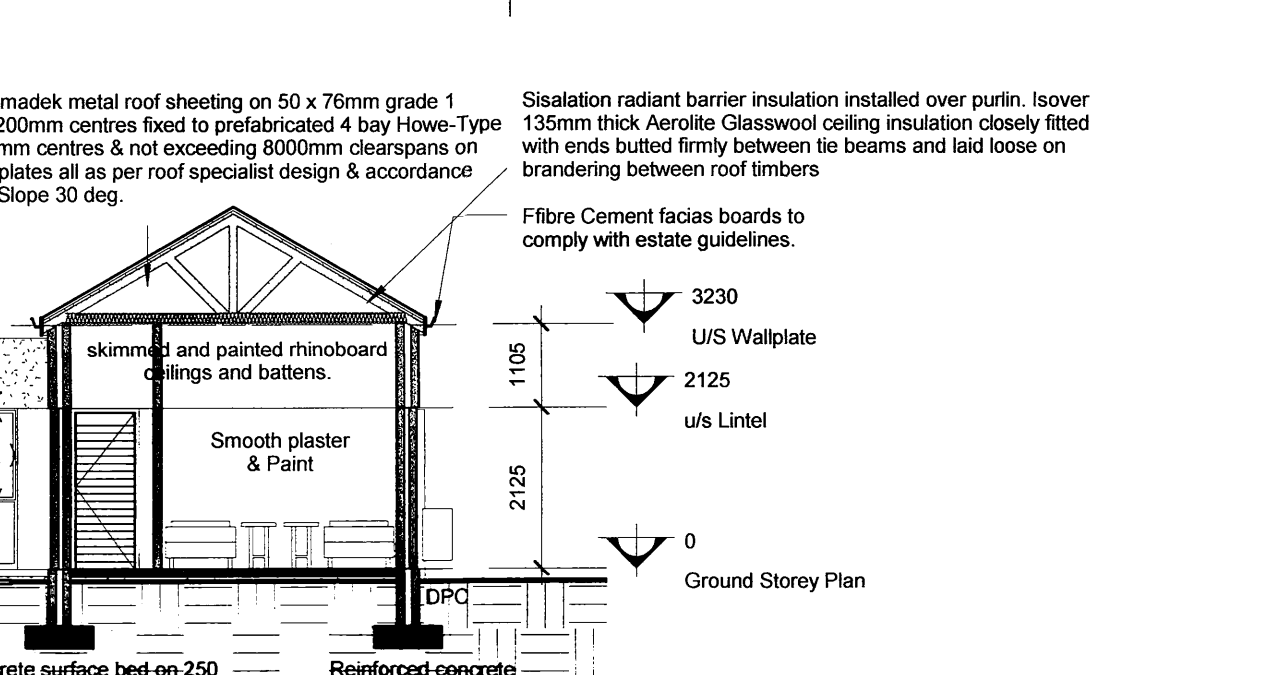 madek metal roof sheeting on 50 x 76mm grade 1
200mm centres fixed to prefabricated 4 bay Howe-Type
mm centres & not exceeding 8000mm clearspans on
plates all as per roof specialist design & accordance
Slope 30 deg.
Sisalation radiant barrier insulation installed over purlin. Isover
135mm thick Aerolite Glasswool ceiling insulation closely fitted
with ends butted firmly between tie beams and laid loose on
brandering between roof timbers
Ffibre Cement facias boards to
comply with estate guidelines.
3230
U/S Wallplate
skimmed and painted rhinoboard
ceilings and battens.
1105
2125
u/s Lintel
Smooth plaster
& Paint
2125
0
Ground Storey Plan
DPC
rete surface bed on 250
Reinforced concrete